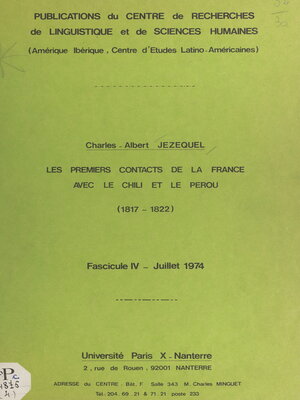 PUBLICATIONS du CENTRE de RECHERCHES
de LINGUISTIQUE et de SCIENCES HUMAINES
(Amérique Ibérique, Centre d'Etudes Latino-Américaines)
Charles-Albert JEZEQUEL
LES PREMIERS CONTACTS DE LA FRANCE
AVEC LE CHILI ET LE PEROU
(1817 - 1822)
Fascicule IV - Juillet 1974
Université Paris X-Nanterre
2, rue de Rouen, 92001 NANTERRE
ADRESSE DU CENTRE - Bât. F Salle 343 M. Charles MINGUET
Tél. 204. 69. 21 & 71. 21 poste 233